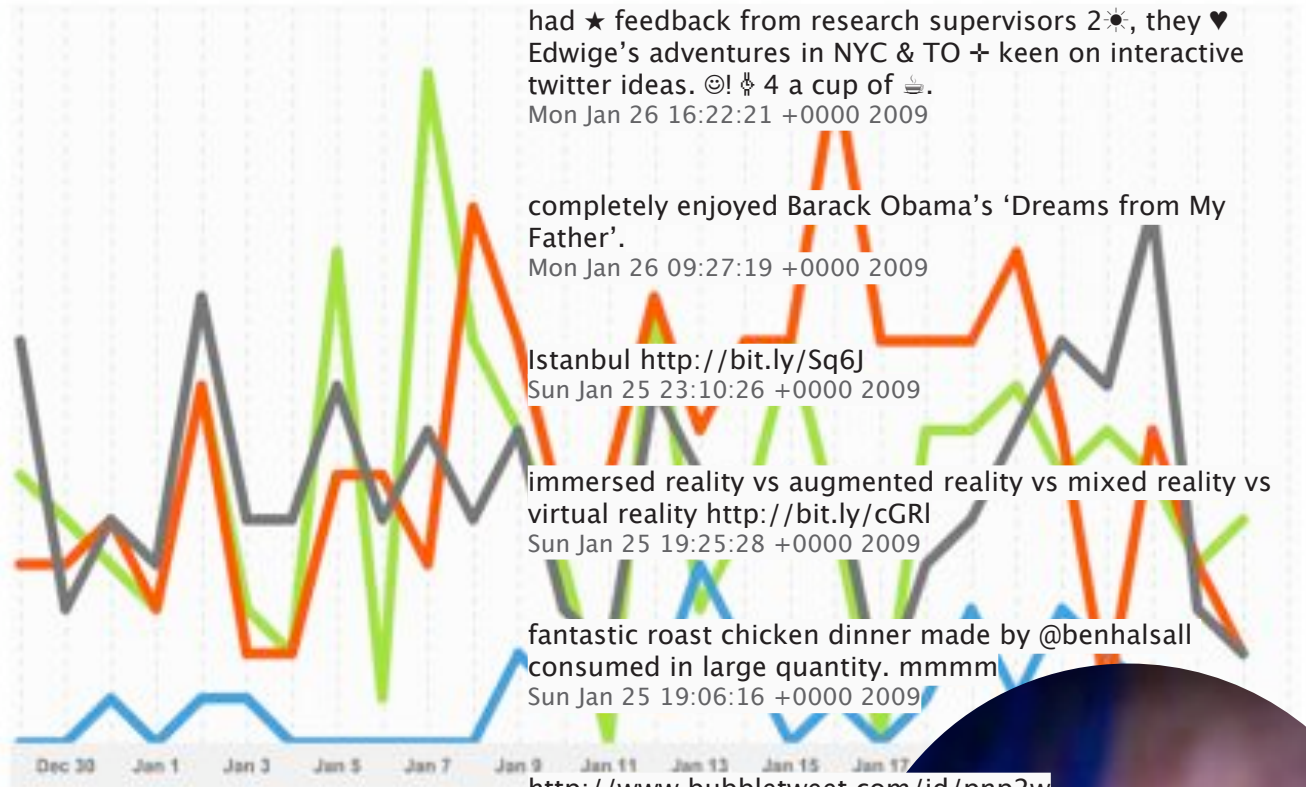 had ★ feedback from research supervisors 2☀, they ♥
Edwige’s adventures in NYC & TO ✛ keen on interactive
twitter ideas. ☺! 4 a cup of ☕.
Mon Jan 26 16:22:21 +0000 2009
completely enjoyed Barack Obama’s ‘Dreams from My
Father’.
Mon Jan 26 09:27:19 +0000 2009
Istanbul http://bit.ly/Sq6J
Sun Jan 25 23:10:26 +0000 2009
immersed reality vs augmented reality vs mixed reality vs
virtual reality http://bit.ly/cGRl
Sun Jan 25 19:25:28 +0000 2009
fantastic roast chicken dinner made by @benhalsall
consumed in large quantity. mmmm
Sun Jan 25 19:06:16 +0000 2009
Dec 30 Jan 1 Jan 3 Jan 5 Jan 7 Jan 9 Jan 11 Jan 13 Jan 15 Jan 17